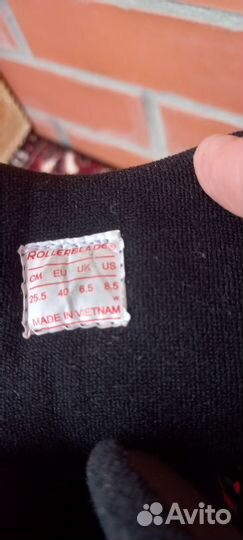 ROLLERBLADE®
CM EU UK US
25.5 40 6.5 8.5
W
MADE IN VIETNAM
Avito